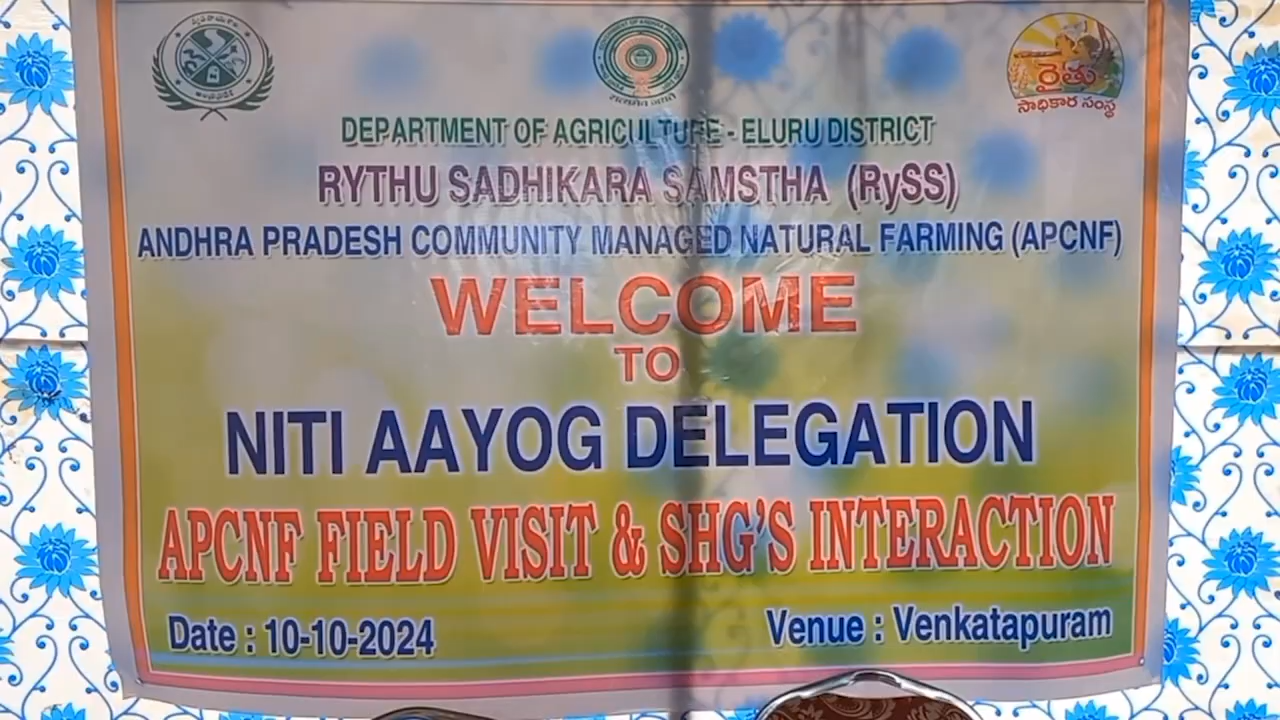 రైతు
సాధికార సంస్థ
DEPARTMENT OF AGRICULTURE - ELURU DISTRICT
RYTHU SADHIKARA SAMSTHA (RySS)
ANDHRA PRADESH COMMUNITY MANAGED NATURAL FARMING (APCNF)
WELCOME
TO
NITI AAYOG DELEGATION
APCNF FIELD VISIT & SHG'S INTERACTION
Date : 10-10-2024
Venue : Venkatapuram